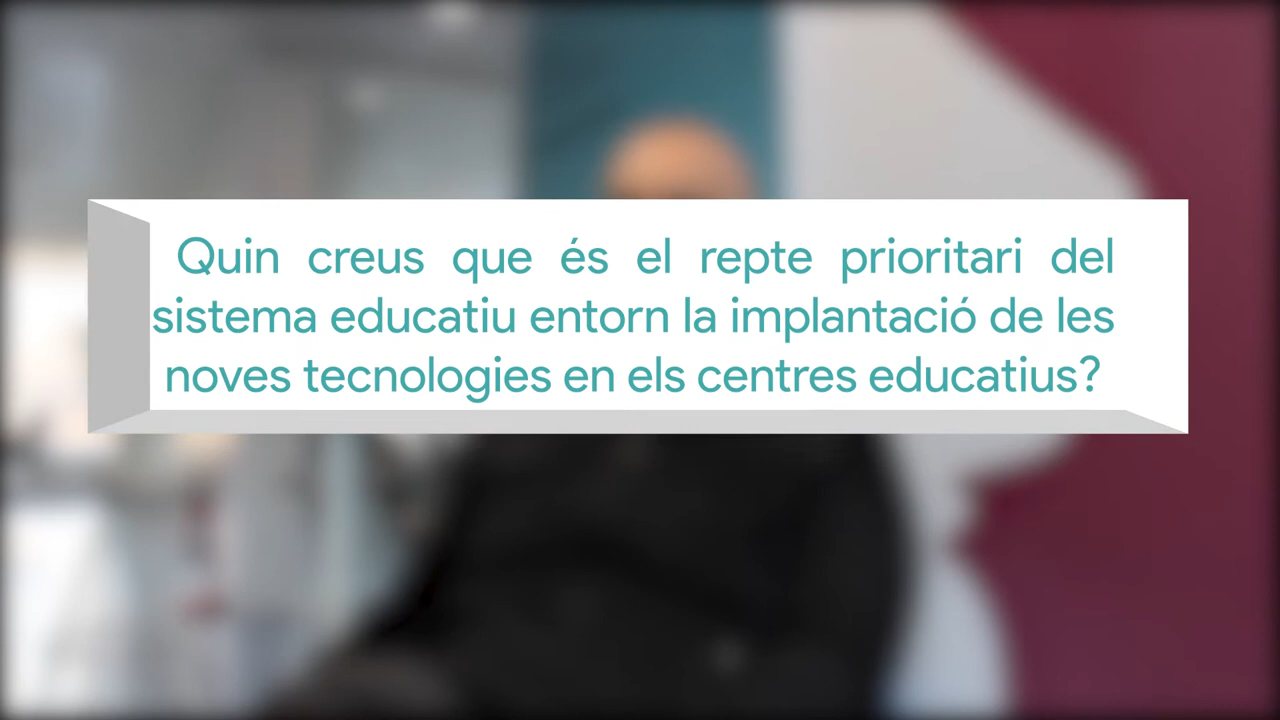 Quin creus que és el repte prioritari del
sistema educatiu entorn la implantació de les
noves tecnologies en els centres educatius?